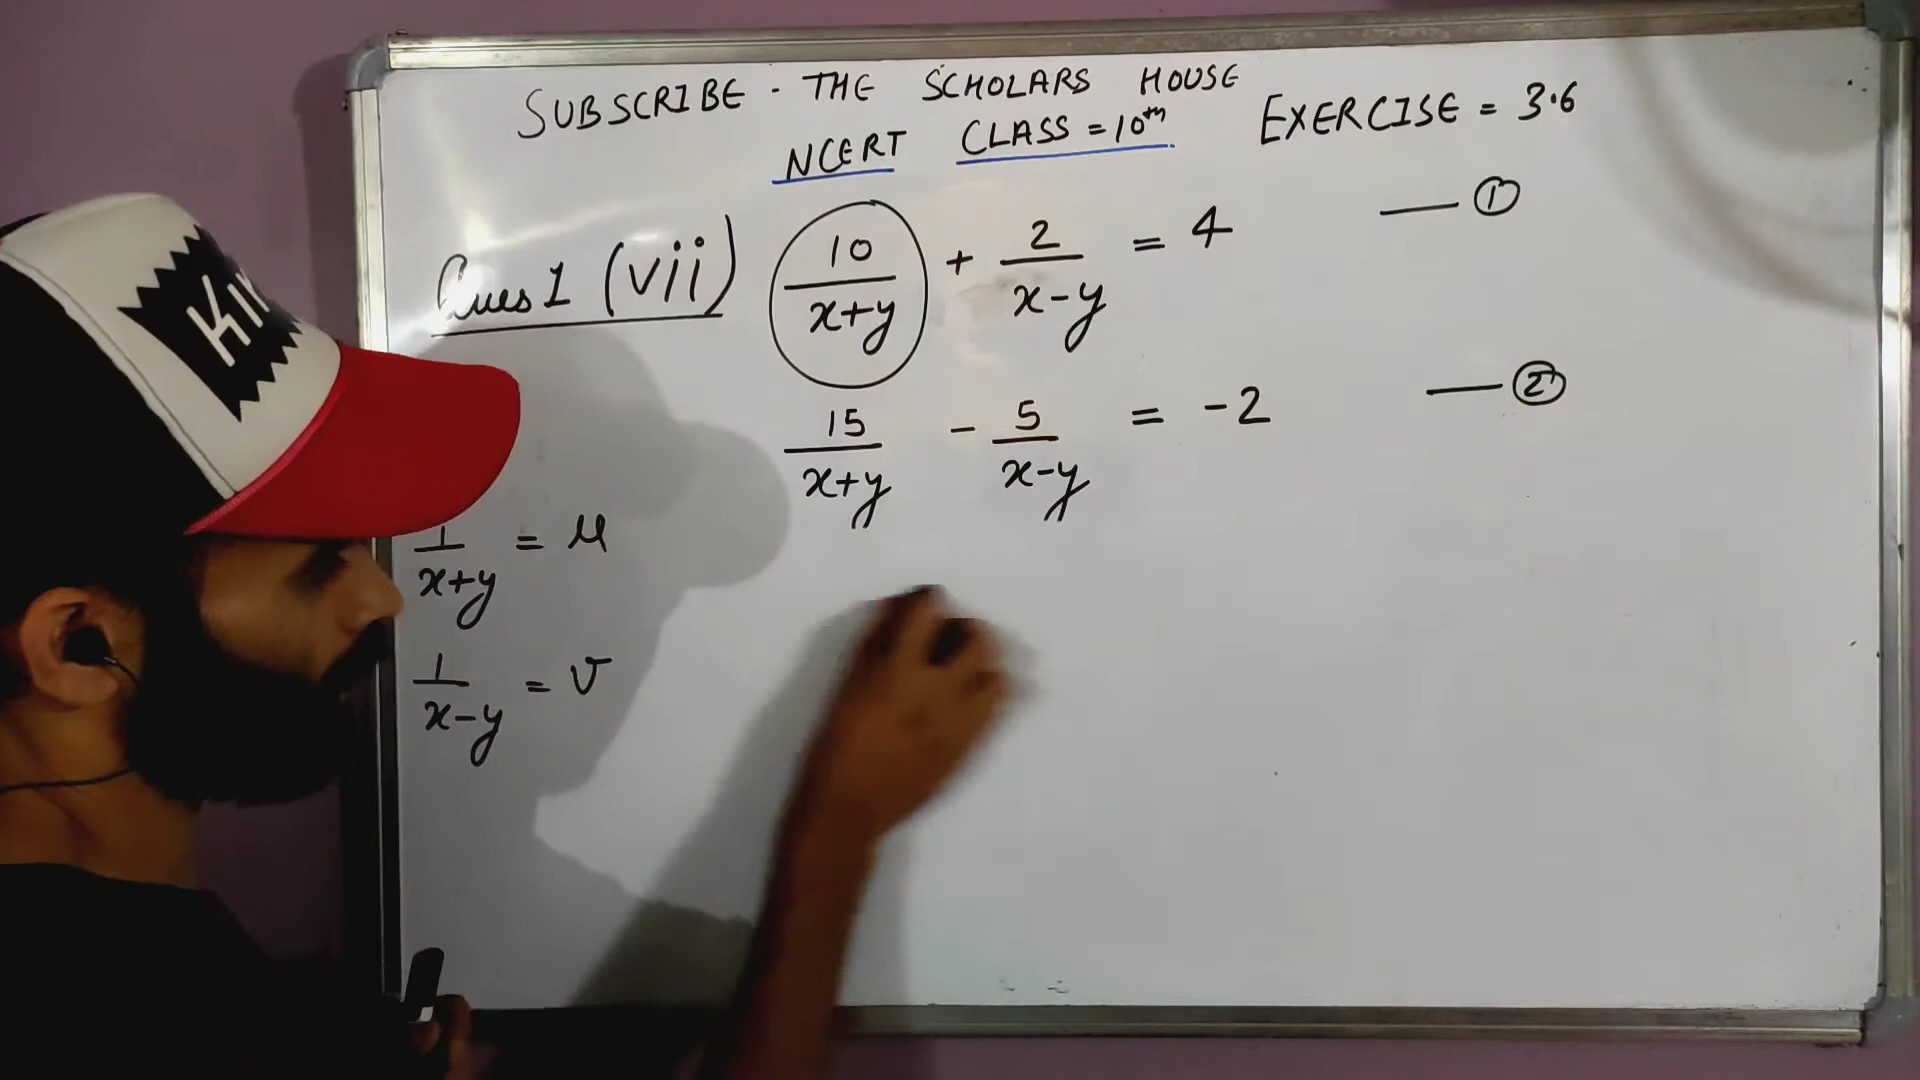 SUBSCRIBE - THE SCHOLARS HOUSE
NCERT CLASS = 10th EXERCISE = 3.6
Ques 1 (vii) 10/(x+y) + 2/(x-y) = 4 — ①
15/(x+y) - 5/(x-y) = -2 — ②
1/(x+y) = u
1/(x-y) = v